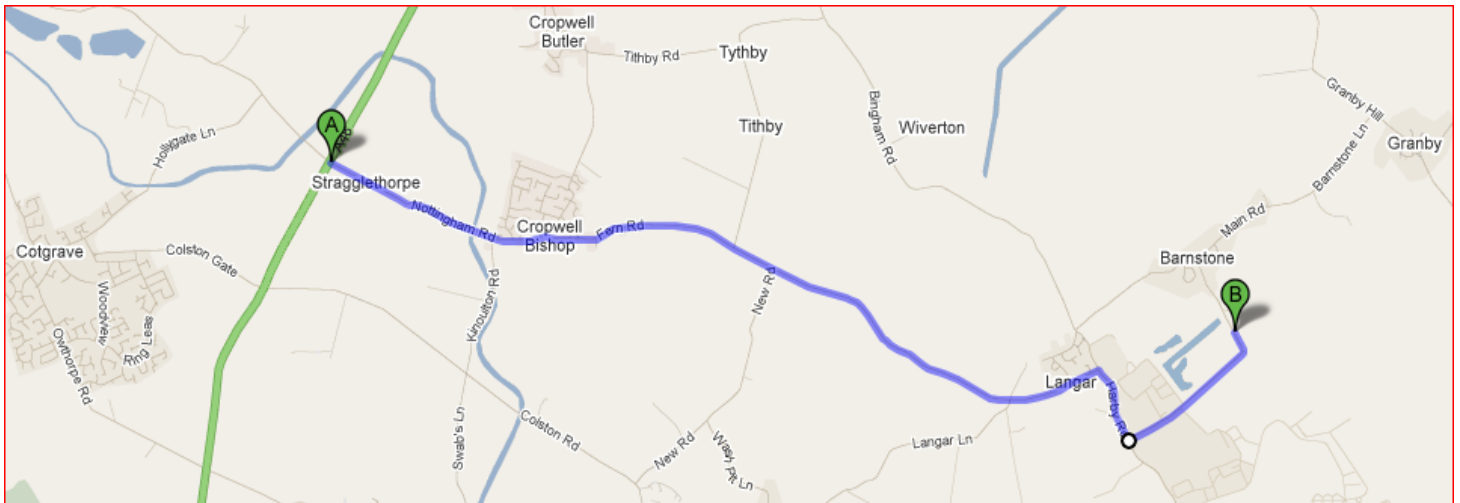 Cropwell
Butler
Tithby Rd
Tythby
Granby Hill
Bingham Rd
Holygate Ln
A
Tithby
Wiverton
Barnstone Ln
Granby
Stragglethorpe
Nottingham Rd
Cropwell
Bishop
Fern Rd
Main Rd
Cotgrave
Colston Gate
Barnstone
Kinoulton Rd
New Rd
B
Woodview
Ring Leas
Owthorpe Rd
Langar
Harby Rd
Swab's Ln
Colston Rd
New Rd
Wash Pit Ln
Langar Ln